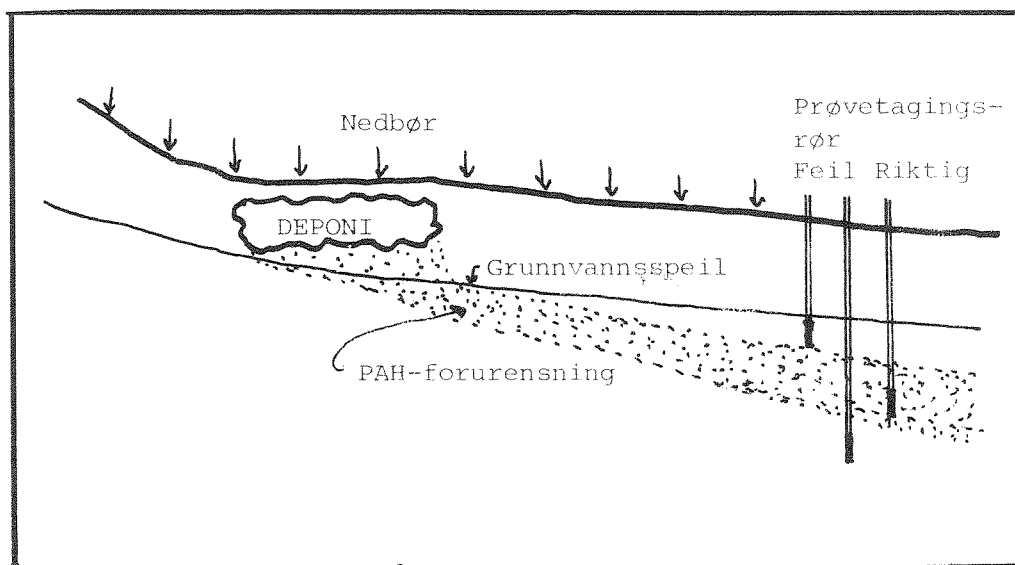 Prøvetagings-
rør
Feil Riktig
Nedbør
DEPONI
Grunnvannsspeil
PAH-forurensning